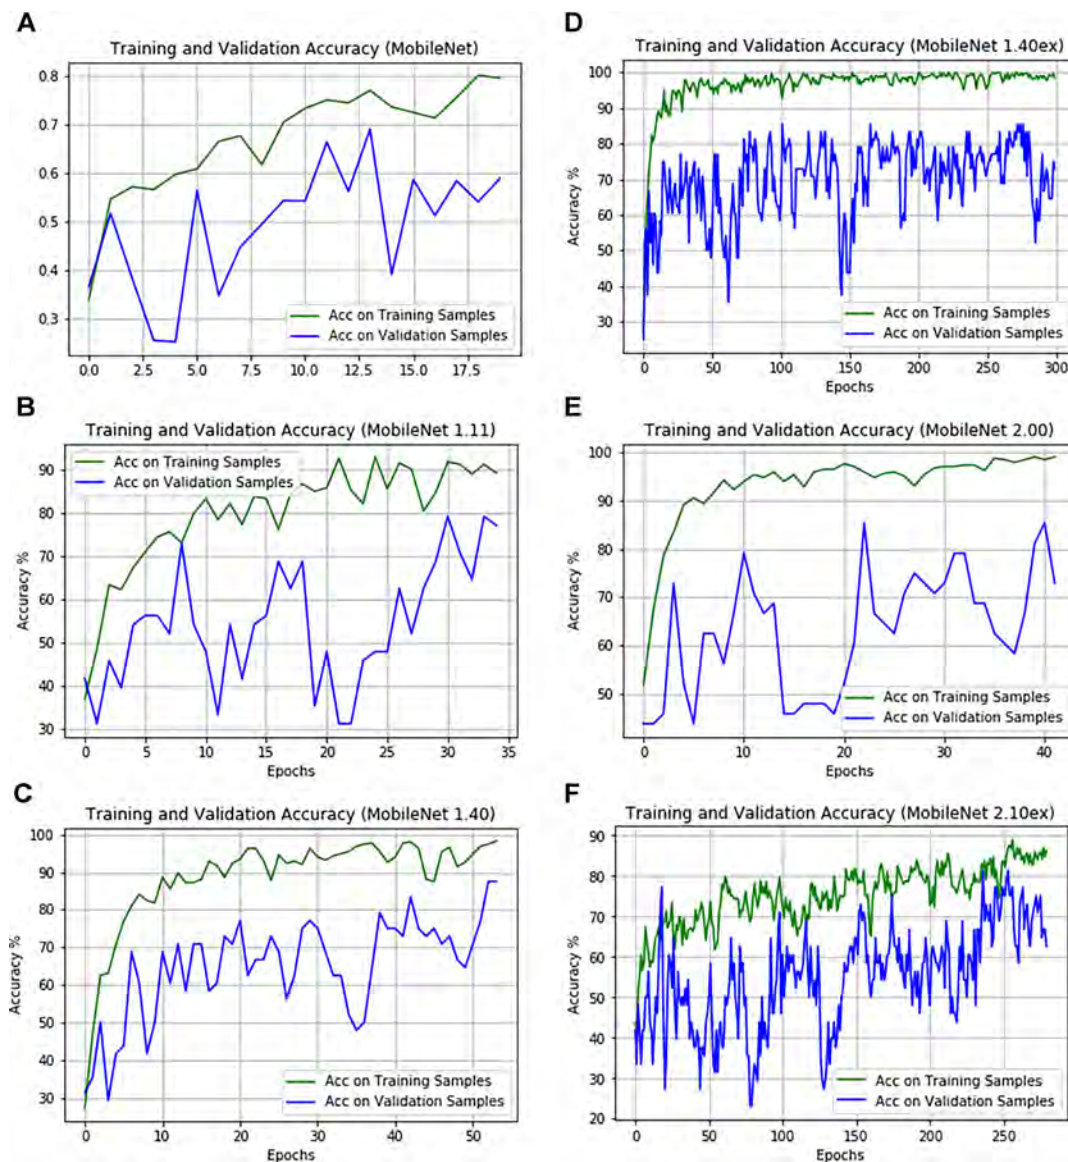 A
Training and Validation Accuracy (MobileNet)
0.8
0.7
0.6
0.5
0.4
0.3
Acc on Training Samples
Acc on Validation Samples
0.0 2.5 5.0 7.5 10.0 12.5 15.0 17.5
B
Training and Validation Accuracy (MobileNet 1.11)
Acc on Training Samples
Acc on Validation Samples
Accuracy %
90
80
70
60
50
40
30
0 5 10 15 20 25 30 35
Epochs
C
Training and Validation Accuracy (MobileNet 1.40)
Accuracy %
100
90
80
70
60
50
40
30
Acc on Training Samples
Acc on Validation Samples
0 10 20 30 40 50
Epochs
D
Training and Validation Accuracy (MobileNet 1.40ex)
Accuracy %
100
90
80
70
60
50
40
30
Acc on Training Samples
Acc on Validation Samples
0 50 100 150 200 250 300
Epochs
E
Training and Validation Accuracy (MobileNet 2.00)
Accuracy %
100
90
80
70
60
50
Acc on Training Samples
Acc on Validation Samples
0 10 20 30 40
Epochs
F
Training and Validation Accuracy (MobileNet 2.10ex)
Accuracy %
90
80
70
60
50
40
30
20
Acc on Training Samples
Acc on Validation Samples
0 50 100 150 200 250
Epochs